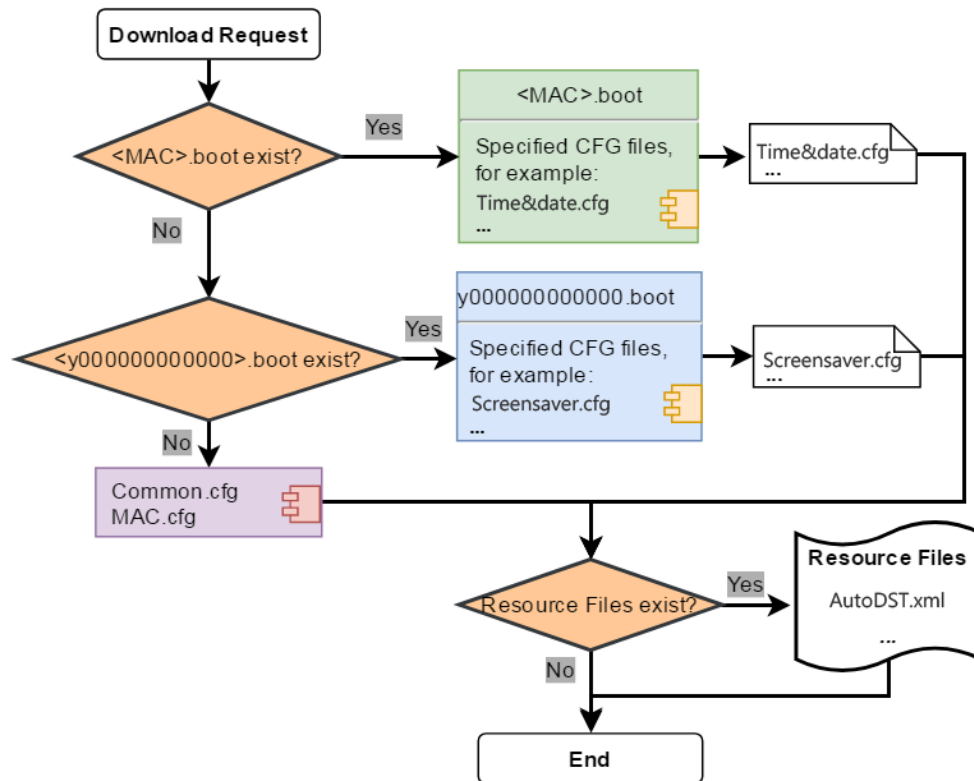 Download Request
<MAC>.boot exist?
Yes
<MAC>.boot
Specified CFG files,
for example:
Time&date.cfg
...
Time&date.cfg
...
No
<y000000000000>.boot exist?
Yes
y000000000000.boot
Specified CFG files,
for example:
Screensaver.cfg
...
Screensaver.cfg
...
No
Common.cfg
MAC.cfg
Resource Files exist?
Yes
Resource Files
AutoDST.xml
...
No
End